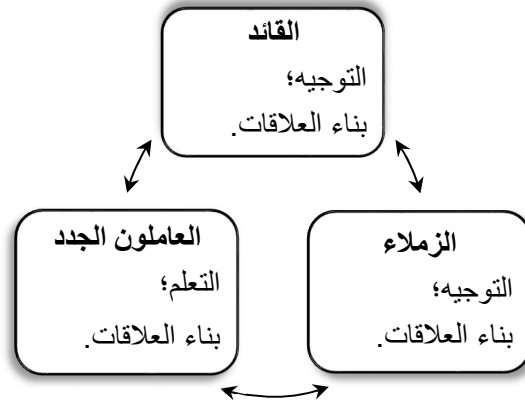 القائد
التوجيه؛
بناء العلاقات.
الزملاء
التوجيه؛
بناء العلاقات.
العاملون الجدد
التعلم؛
بناء العلاقات.